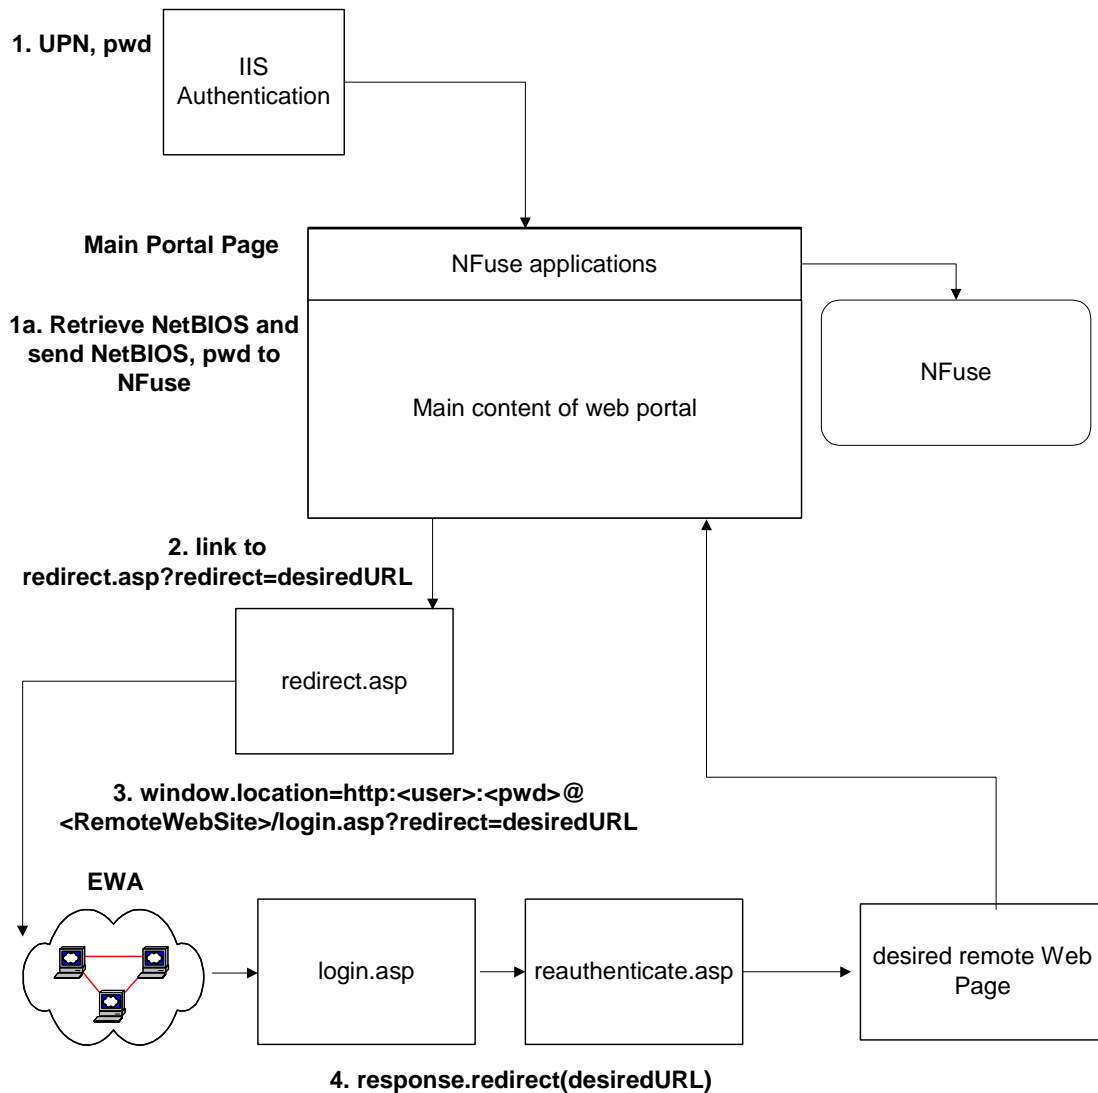 1. UPN, pwd
IIS
Authentication
Main Portal Page
NFuse applications
1a. Retrieve NetBIOS and
send NetBIOS, pwd to
NFuse
NFuse
Main content of web portal
2. link to
redirect.asp?redirect=desiredURL
redirect.asp
3. window.location=http:<user>:<pwd>@
<RemoteWebSite>/login.asp?redirect=desiredURL
EWA
login.asp
reauthenticate.asp
desired remote Web
Page
4. response.redirect(desiredURL)